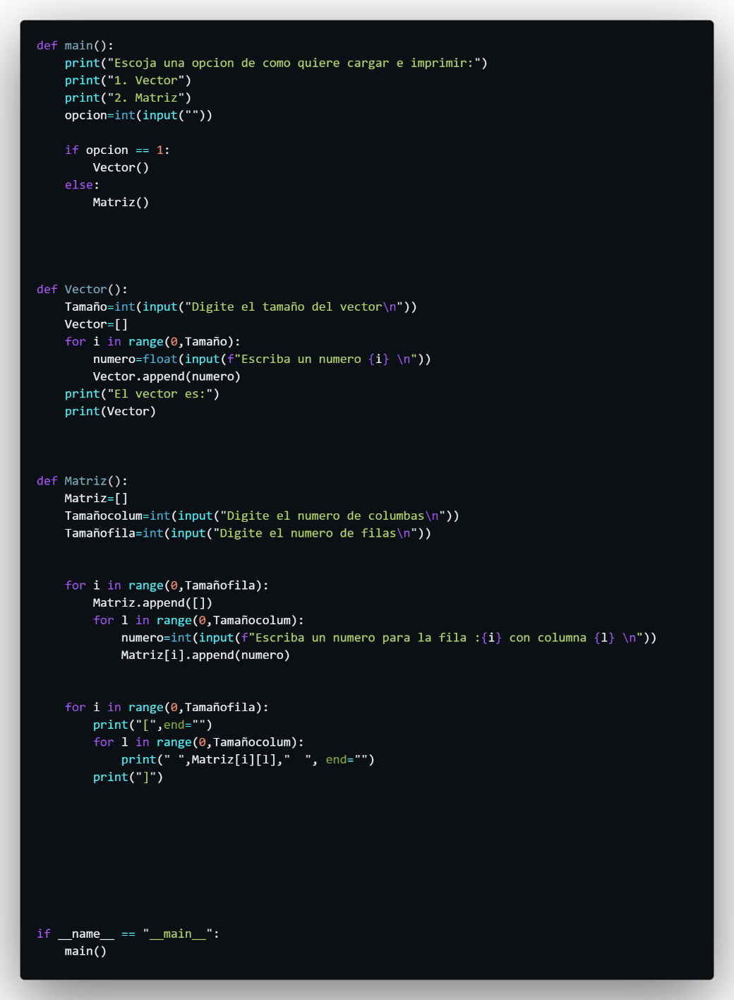 def main():
    print("Escoja una opcion de como quiere cargar e imprimir:")
    print("1. Vector")
    print("2. Matriz")
    opcion=int(input(""))
    if opcion == 1:
        Vector()
    else:
        Matriz()
def Vector():
    Tamaño=int(input("Digite el tamaño del vector\n"))
    Vector=[]
    for i in range(0,Tamaño):
        numero=float(input(f"Escriba un numero {i} \n"))
        Vector.append(numero)
    print("El vector es:")
    print(Vector)
def Matriz():
    Matriz=[]
    Tamañocolum=int(input("Digite el numero de columbas\n"))
    Tamañofila=int(input("Digite el numero de filas\n"))
    for i in range(0,Tamañofila):
        Matriz.append([])
        for l in range(0,Tamañocolum):
            numero=int(input(f"Escriba un numero para la fila :{i} con columna {l} \n"))
            Matriz[i].append(numero)
    for i in range(0,Tamañofila):
        print("[",end="")
        for l in range(0,Tamañocolum):
            print(" ",Matriz[i][l],"  ", end="")
        print("]")
if __name__ == "__main__":
    main()